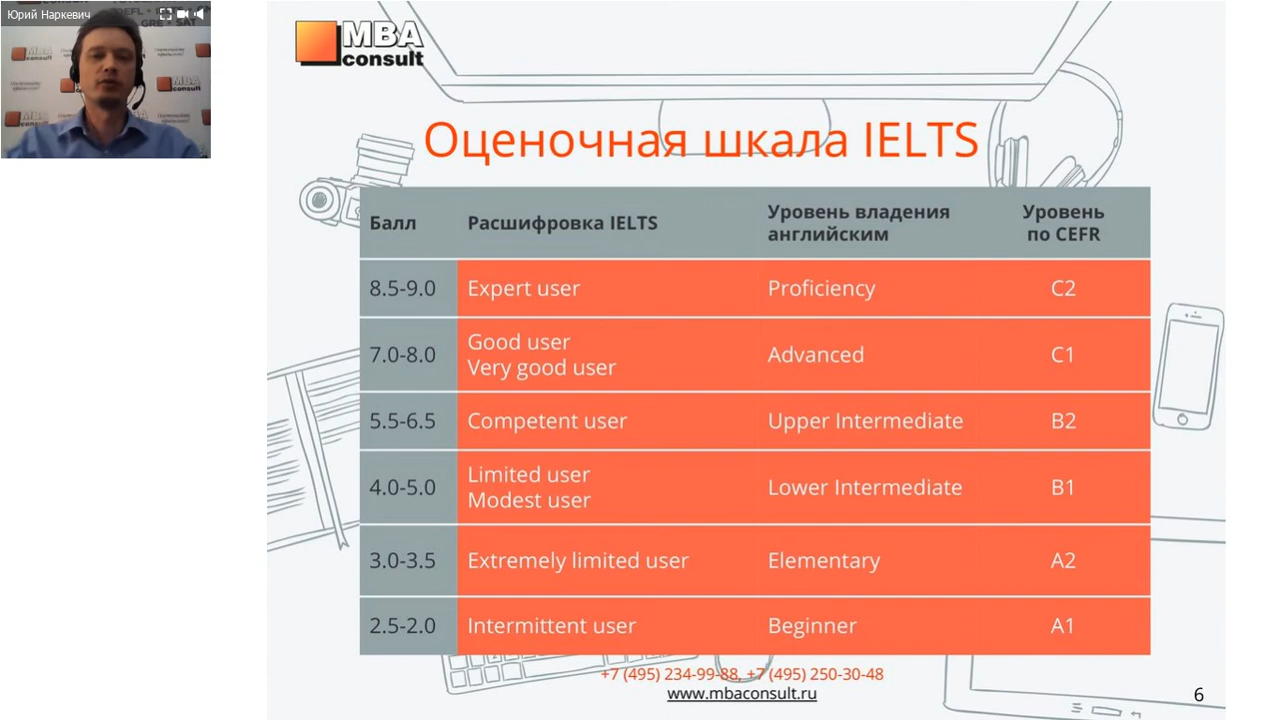 Юрий Наркевич
GRE • SAT
MBA
consult
MBA
consult
Оценочная шкала IELTS
Балл
Расшифровка IELTS
Уровень владения
английским
Уровень
по CEFR
8.5-9.0
Expert user
Proficiency
C2
7.0-8.0
Good user
Very good user
Advanced
C1
5.5-6.5
Competent user
Upper Intermediate
B2
4.0-5.0
Limited user
Modest user
Lower Intermediate
B1
3.0-3.5
Extremely limited user
Elementary
A2
2.5-2.0
Intermittent user
Beginner
A1
+7 (495) 234-99-88, +7 (495) 250-30-48
www.mbaconsult.ru
6